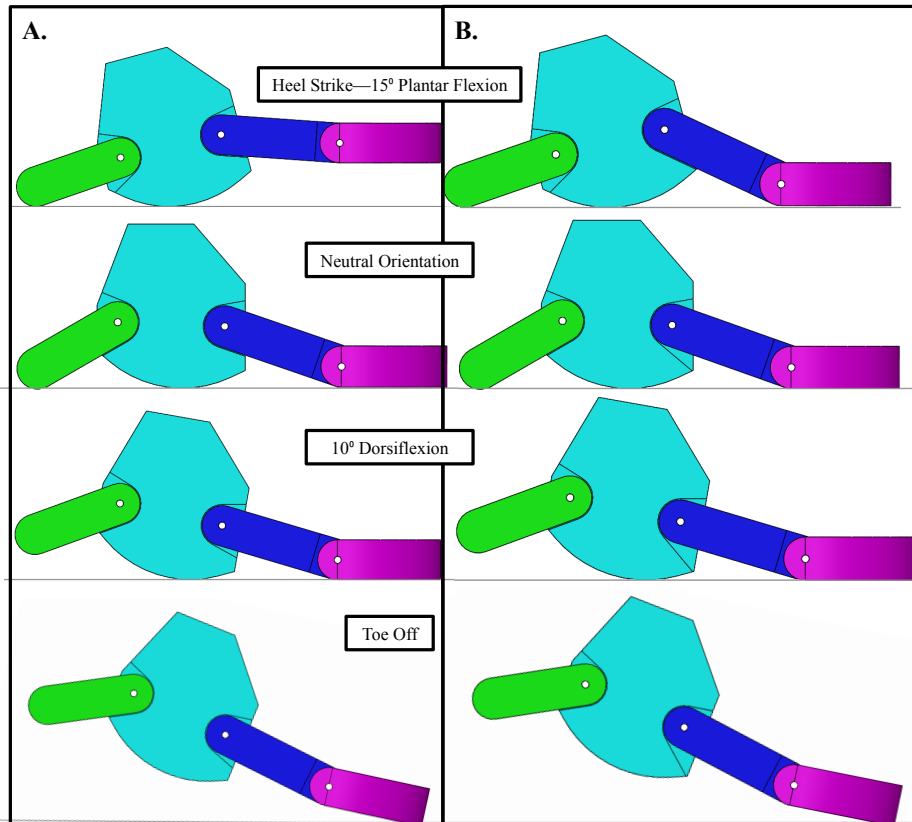 A.
B.
Heel Strike—15⁰ Plantar Flexion
Neutral Orientation
10⁰ Dorsiflexion
Toe Off